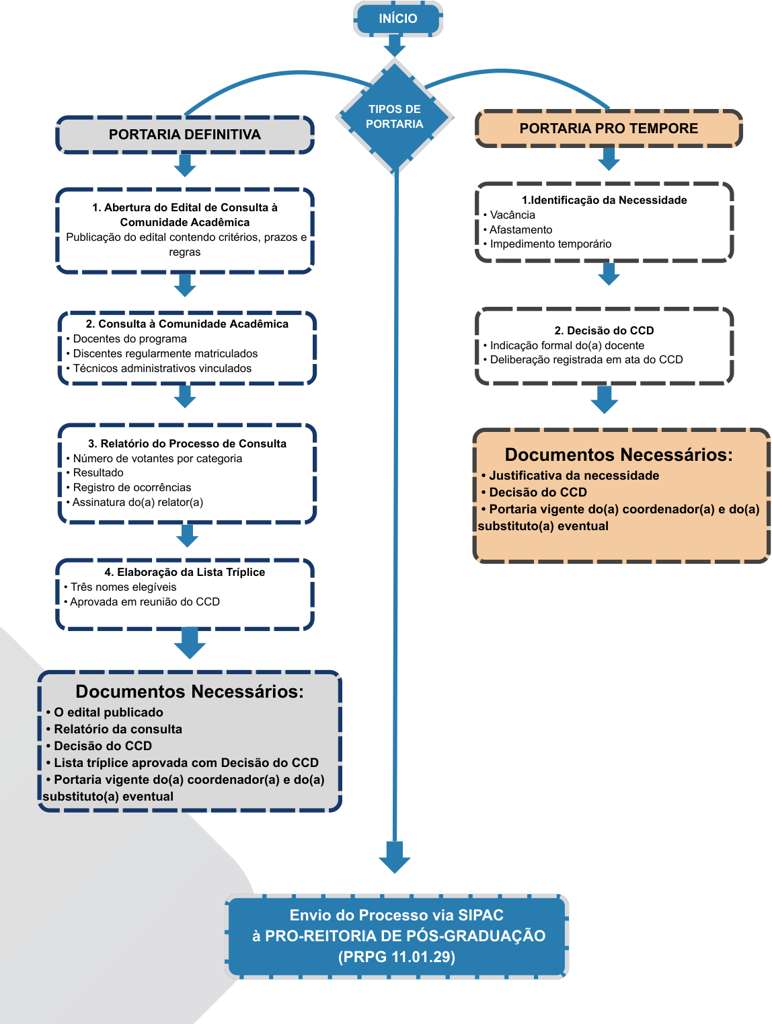 INÍCIO
TIPOS DE
PORTARIA
PORTARIA DEFINITIVA
1. Abertura do Edital de Consulta à
Comunidade Acadêmica
Publicação do edital contendo critérios, prazos e
regras
2. Consulta à Comunidade Acadêmica
• Docentes do programa
• Discentes regularmente matriculados
• Técnicos administrativos vinculados
3. Relatório do Processo de Consulta
• Número de votantes por categoria
• Resultado
• Registro de ocorrências
• Assinatura do(a) relator(a)
4. Elaboração da Lista Tríplice
• Três nomes elegíveis
• Aprovada em reunião do CCD
Documentos Necessários:
• O edital publicado
• Relatório da consulta
• Decisão do CCD
• Lista tríplice aprovada com Decisão do CCD
• Portaria vigente do(a) coordenador(a) e do(a)
substituto(a) eventual
PORTARIA PRO TEMPORE
1.Identificação da Necessidade
• Vacância
• Afastamento
• Impedimento temporário
2. Decisão do CCD
• Indicação formal do(a) docente
• Deliberação registrada em ata do CCD
Documentos Necessários:
• Justificativa da necessidade
• Decisão do CCD
• Portaria vigente do(a) coordenador(a) e do(a)
substituto(a) eventual
Envio do Processo via SIPAC
à PRO-REITORIA DE PÓS-GRADUAÇÃO
(PRPG 11.01.29)